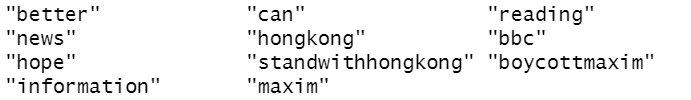 "better" "can" "reading"
"news" "hongkong" "bbc"
"hope" "standwithhongkong" "boycottmaxim"
"information" "maxim"